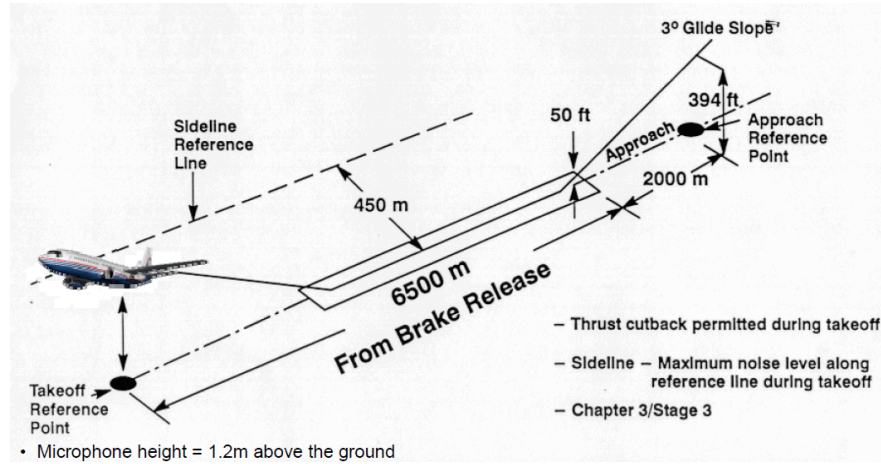 3º Glide Slope
394 ft.
50 ft
Approach
Approach
Reference
Point
2000 m
Sideline
Reference
Line
450 m
6500 m
From Brake Release
Takeoff
Reference
Point
– Thrust cutback permitted during takeoff
– Sideline – Maximum noise level along
reference line during takeoff
– Chapter 3/Stage 3
• Microphone height = 1.2m above the ground